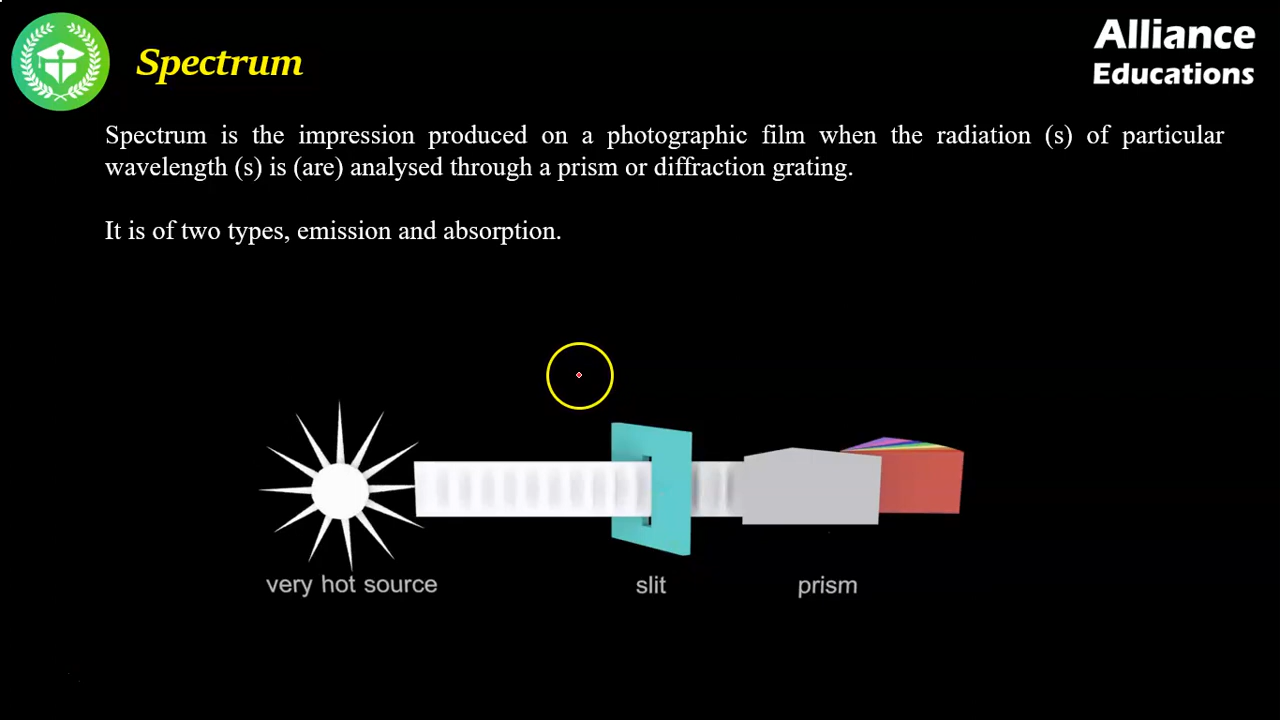 Spectrum
Alliance
Educations
Spectrum is the impression produced on a photographic film when the radiation (s) of particular
wavelength (s) is (are) analysed through a prism or diffraction grating.
It is of two types, emission and absorption.
very hot source
slit
prism